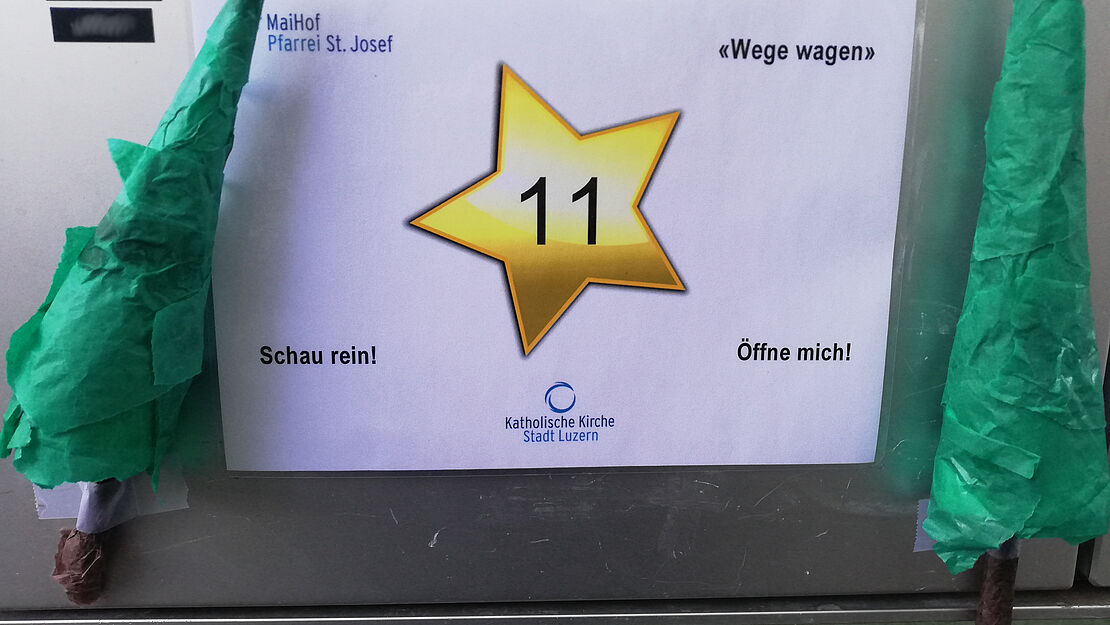 MaiHof
Pfarrei St. Josef
«Wege wagen»
11
Schau rein!
Öffne mich!
Katholische Kirche
Stadt Luzern